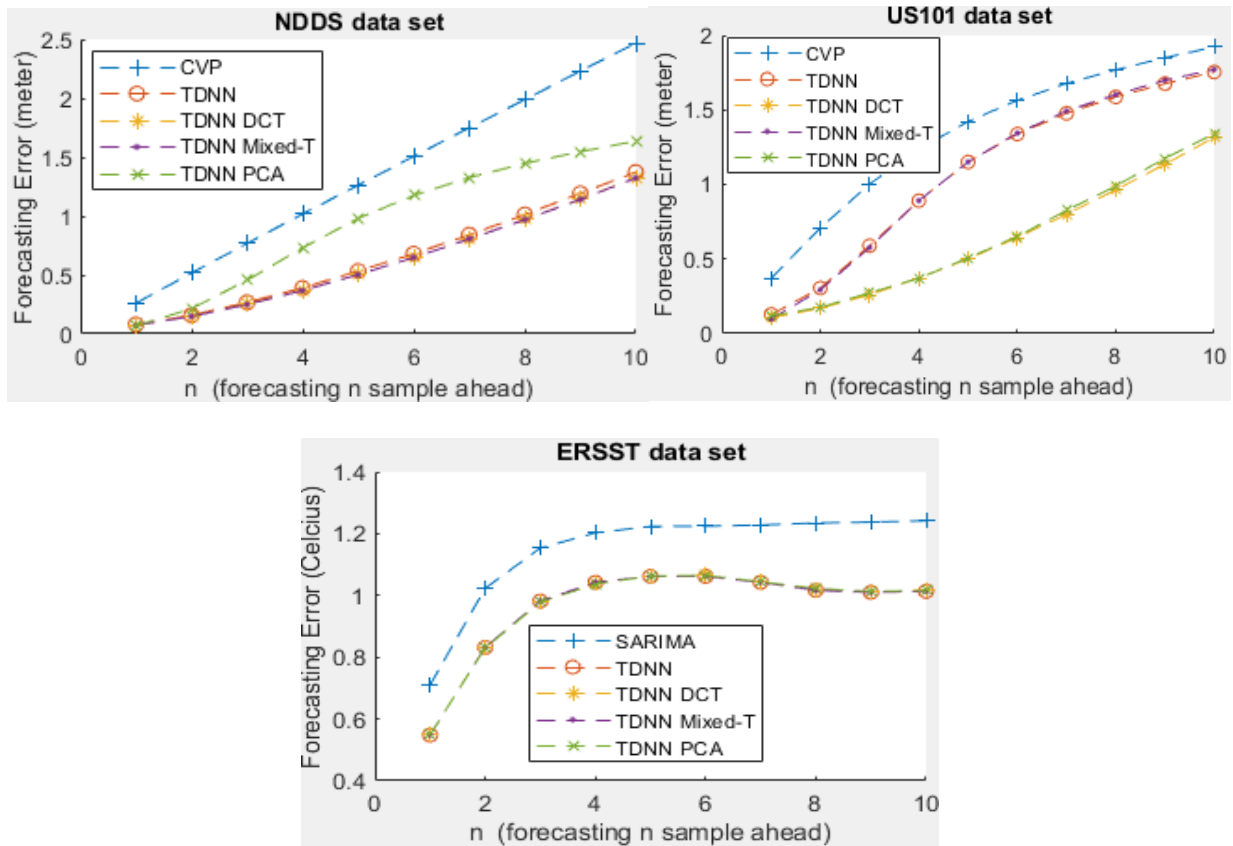 NDDS data set
Forecasting Error (meter)
2.5
2
1.5
1
0.5
0
CVP
TDNN
TDNN DCT
TDNN Mixed-T
TDNN PCA
0 2 4 6 8 10
n (forecasting n sample ahead)
US101 data set
Forecasting Error (meter)
2
1.5
1
0.5
0
CVP
TDNN
TDNN DCT
TDNN Mixed-T
TDNN PCA
0 2 4 6 8 10
n (forecasting n sample ahead)
ERSST data set
Forecasting Error (Celcius)
1.4
1.2
1
0.8
0.6
0.4
SARIMA
TDNN
TDNN DCT
TDNN Mixed-T
TDNN PCA
0 2 4 6 8 10
n (forecasting n sample ahead)